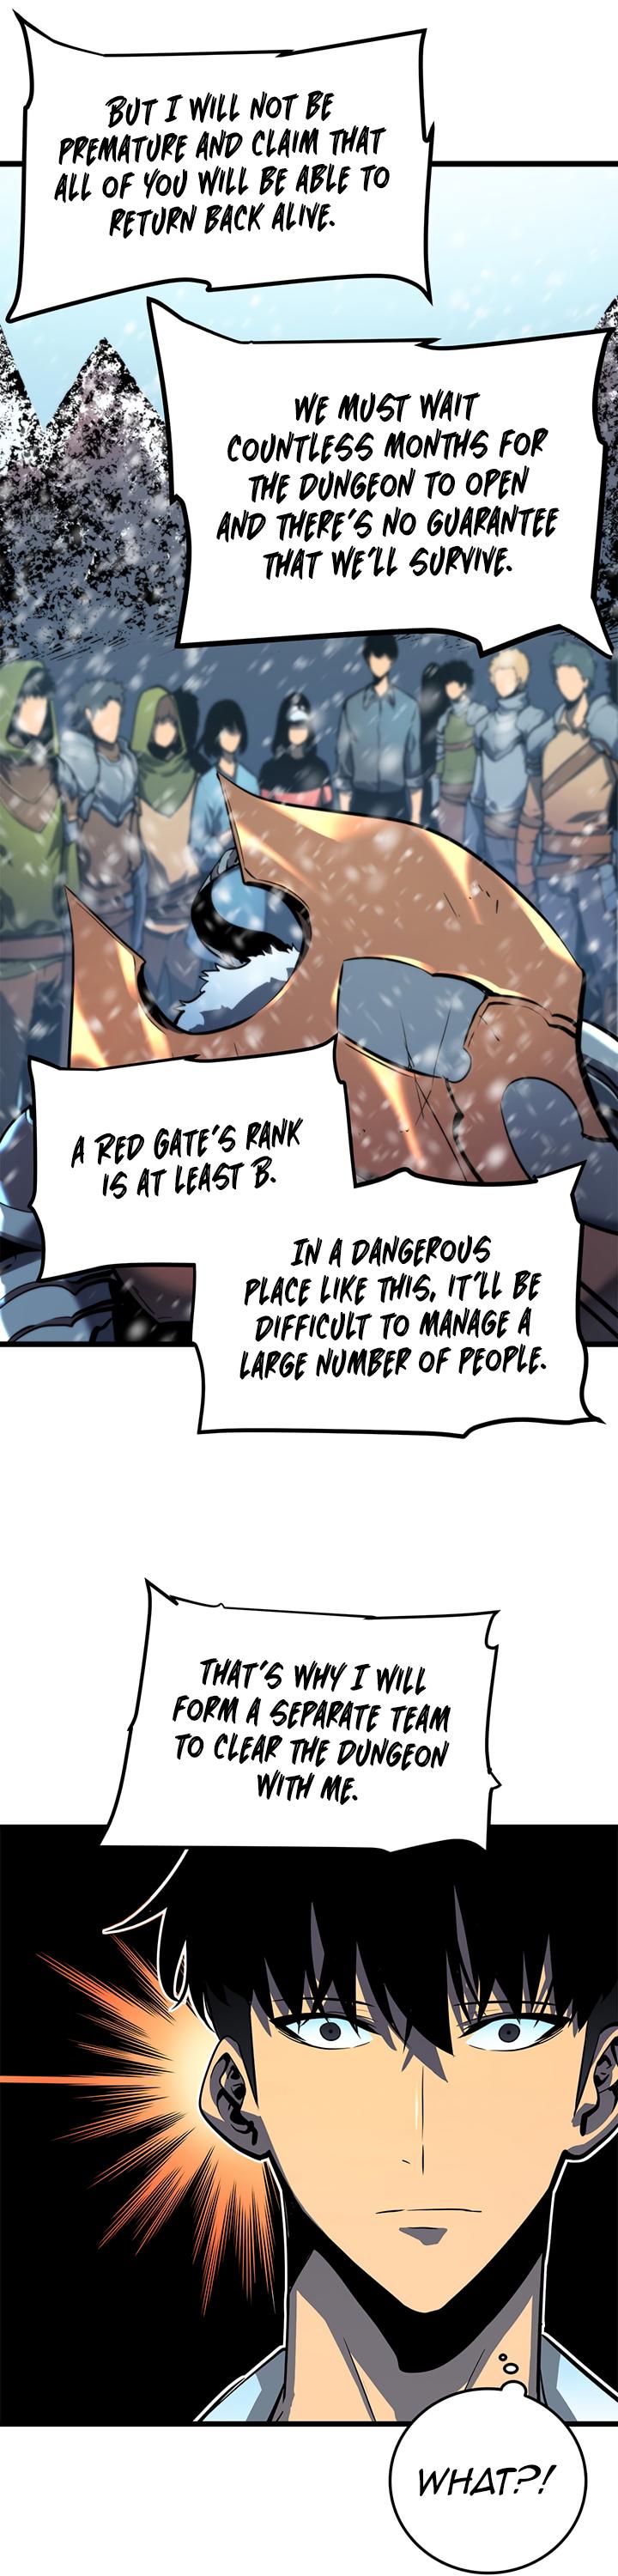 BUT I WILL NOT BE
PREMATURE AND CLAIM THAT
ALL OF YOU WILL BE ABLE TO
RETURN BACK ALIVE.
WE MUST WAIT
COUNTLESS MONTHS FOR
THE DUNGEON TO OPEN
AND THERE'S NO GUARANTEE
THAT WE'LL SURVIVE.
A RED GATE'S RANK
IS AT LEAST B.
IN A DANGEROUS
PLACE LIKE THIS, IT'LL BE
DIFFICULT TO MANAGE A
LARGE NUMBER OF PEOPLE.
THAT'S WHY I WILL
FORM A SEPARATE TEAM
TO CLEAR THE DUNGEON
WITH ME.
WHAT?!